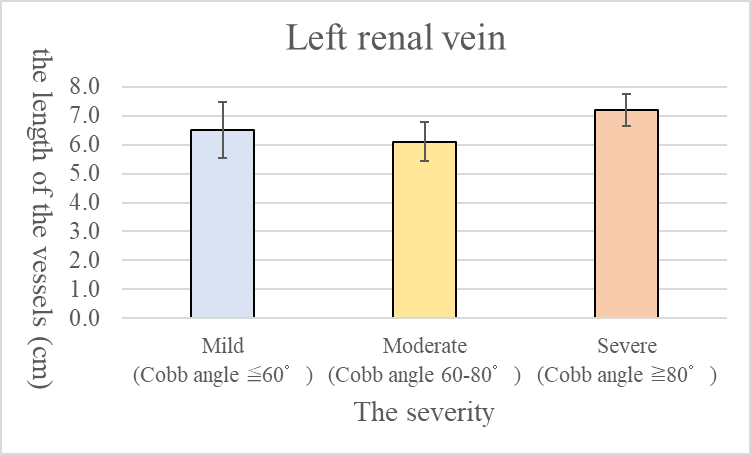 Left renal vein
the length of the vessels (cm)
8.0
7.0
6.0
5.0
4.0
3.0
2.0
1.0
0.0
Mild
(Cobb angle ≦60°)
Moderate
(Cobb angle 60-80°)
Severe
(Cobb angle ≧80°)
The severity